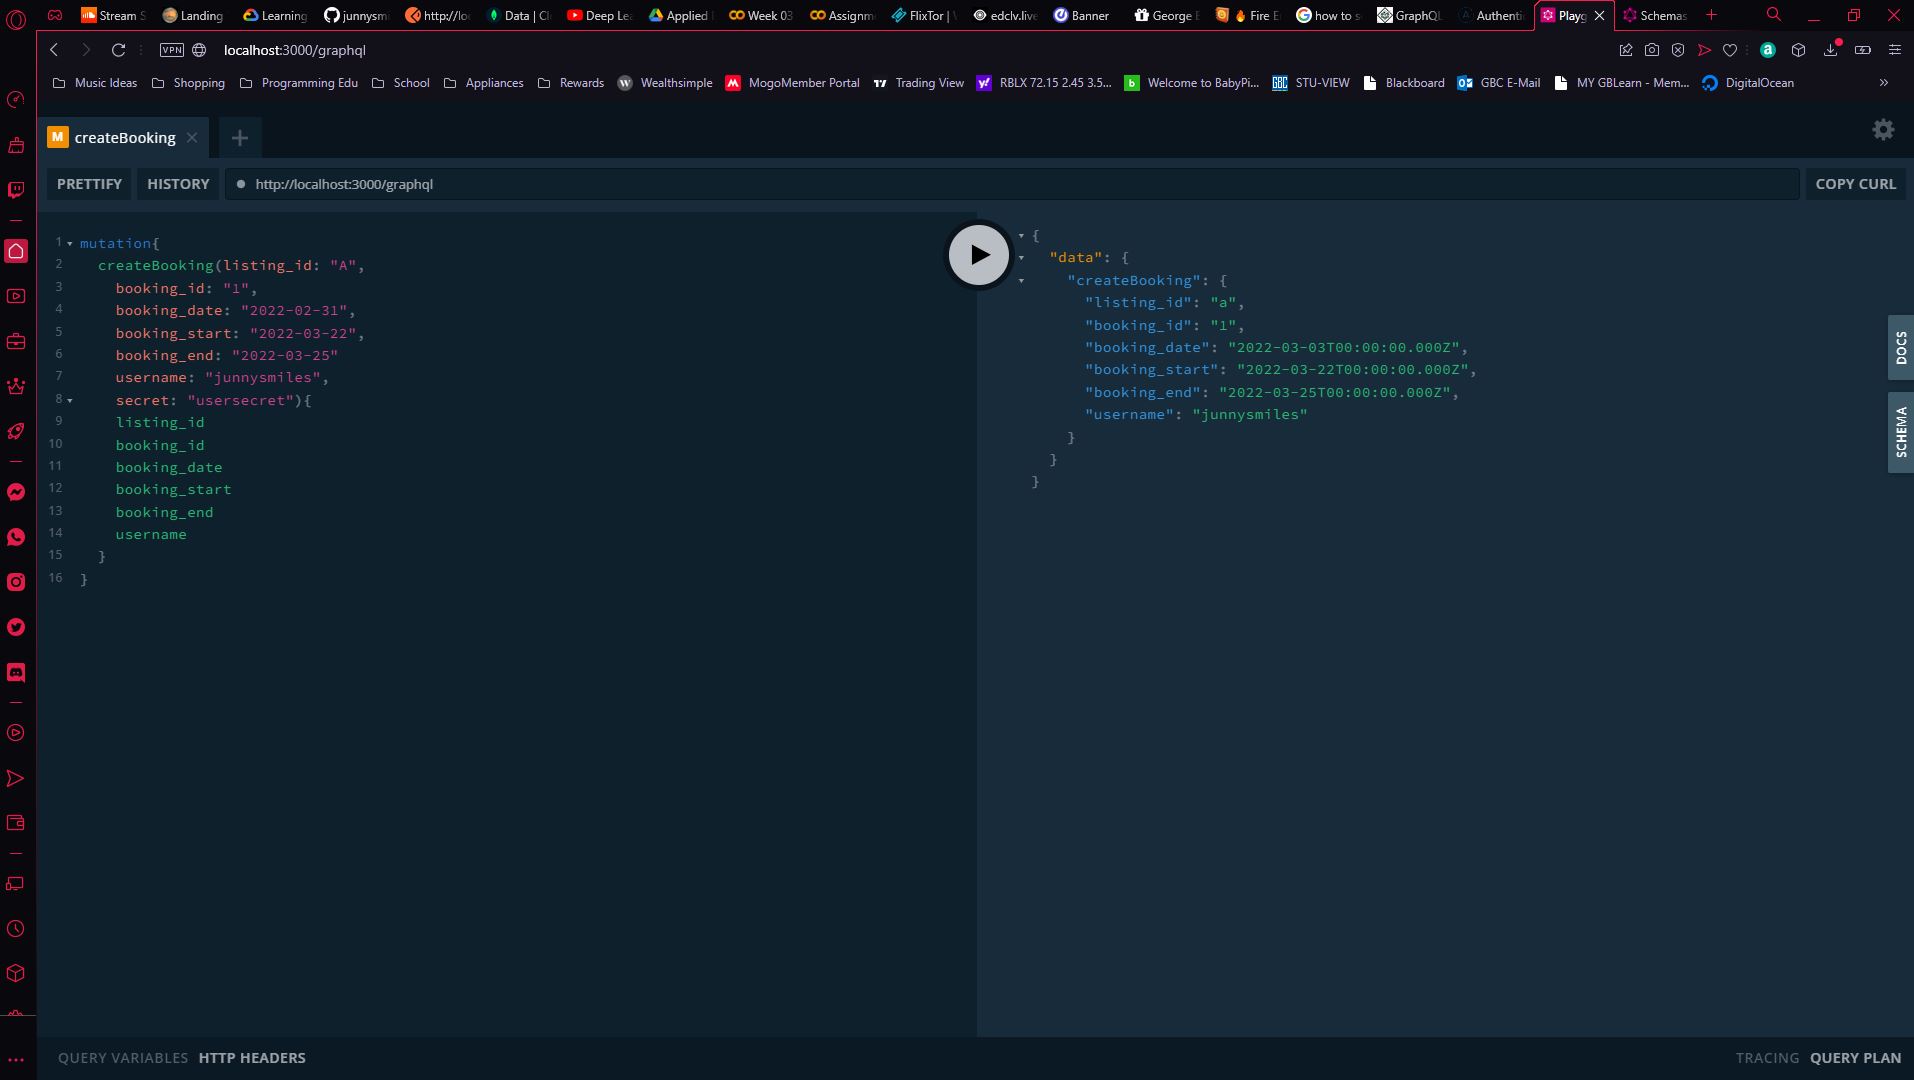 Stream S
Landing
Learning
junnysm
http://loc
Data | Cl
Deep Lea
Applied
Week 03
Assignm
FlixTor | W
edclv.live
Banner
George B
Fire E
how to s
GraphQL
Authenti
Playg
Schemas
VPN
localhost:3000/graphql
Music Ideas
Shopping
Programming Edu
School
Appliances
Rewards
Wealthsimple
MogoMember Portal
Trading View
RBLX 72.15 2.45 3.5...
Welcome to BabyPi...
STU-VIEW
Blackboard
GBC E-Mail
MY GBLearn - Mem...
DigitalOcean
M createBooking
PRETTIFY
HISTORY
http://localhost:3000/graphql
COPY CURL
1 mutation{
2 createBooking(listing_id: "A",
3 booking_id: "1",
4 booking_date: "2022-02-31",
5 booking_start: "2022-03-22",
6 booking_end: "2022-03-25"
7 username: "junnysmiles",
8 secret: "usersecret"){
9 listing_id
10 booking_id
11 booking_date
12 booking_start
13 booking_end
14 username
15 }
16 }
{
"data": {
"createBooking": {
"listing_id": "a",
"booking_id": "1",
"booking_date": "2022-03-03T00:00:00.000Z",
"booking_start": "2022-03-22T00:00:00.000Z",
"booking_end": "2022-03-25T00:00:00.000Z",
"username": "junnysmiles"
}
}
}
DOCS
SCHEMA
QUERY VARIABLES
HTTP HEADERS
TRACING
QUERY PLAN